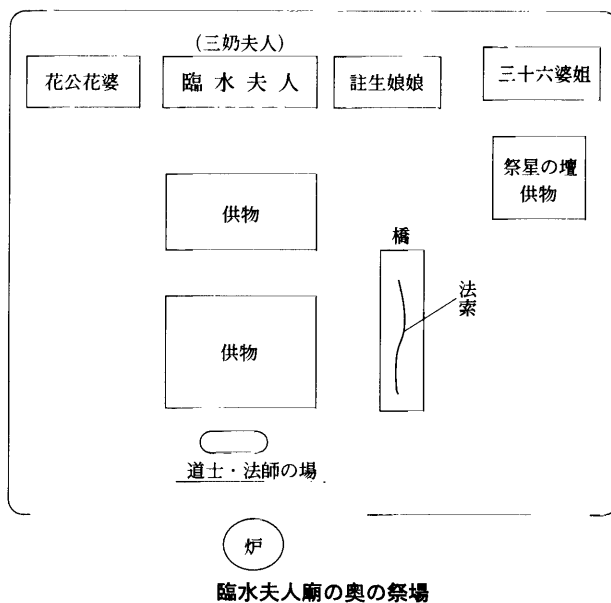 (三奶夫人)
花公花婆
臨水夫人
註生娘娘
三十六婆姐
祭星の壇
供物
供物
橋
法索
供物
道士・法師の場
炉
臨水夫人廟の奥の祭場